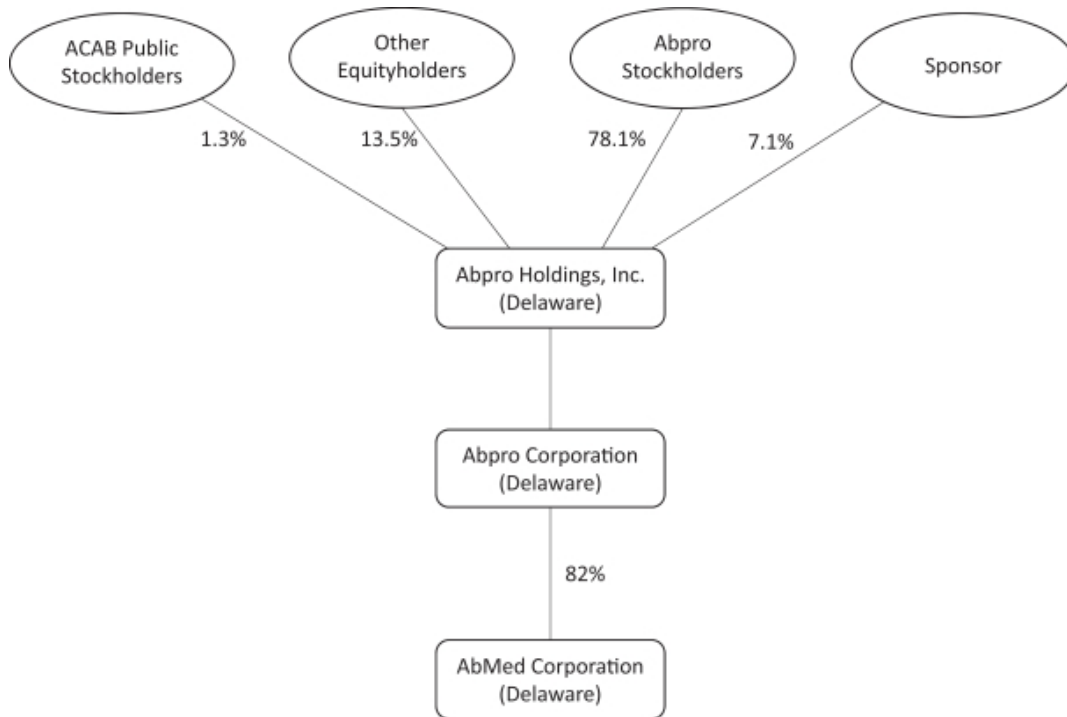 ACAB Public
Stockholders
Other
Equityholders
Abpro
Stockholders
Sponsor
1.3%
13.5%
78.1%
7.1%
Abpro Holdings, Inc.
(Delaware)
Abpro Corporation
(Delaware)
82%
AbMed Corporation
(Delaware)